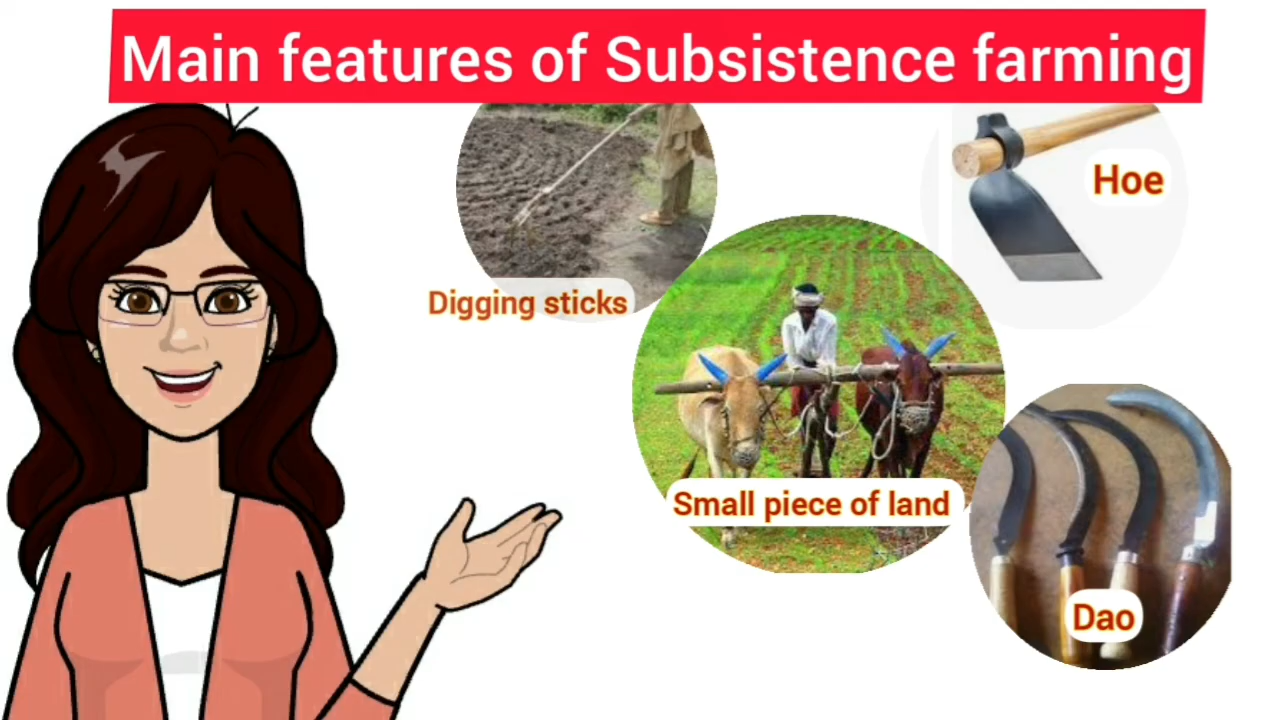 Main features of Subsistence farming
Hoe
Digging sticks
Small piece of land
Dao